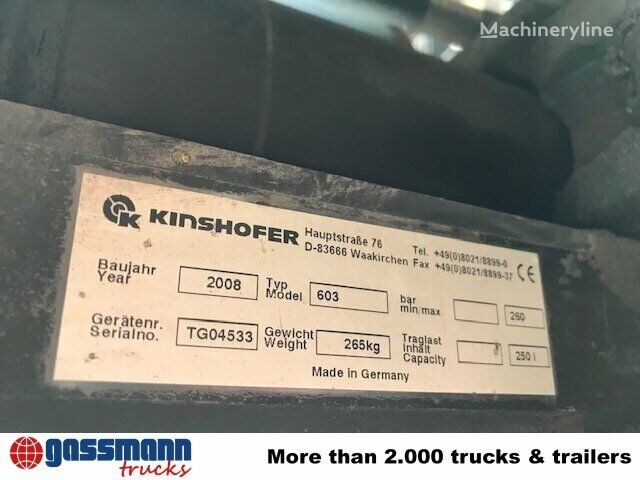 Machineryline
KINSHOFER
Hauptstraße 76
D-83666 Waakirchen
Tel. +49(0)8021/8899-0
Fax +49(0)8021/8899-37
CE
Baujahr
Year
2008
Typ
Model
603
bar
min/max
260
Gerätenr.
Serialno.
TG04533
Gewicht
Weight
265kg
Traglast
Inhalt
Capacity
250 l
Made in Germany
gassmann
trucks
More than 2.000 trucks & trailers